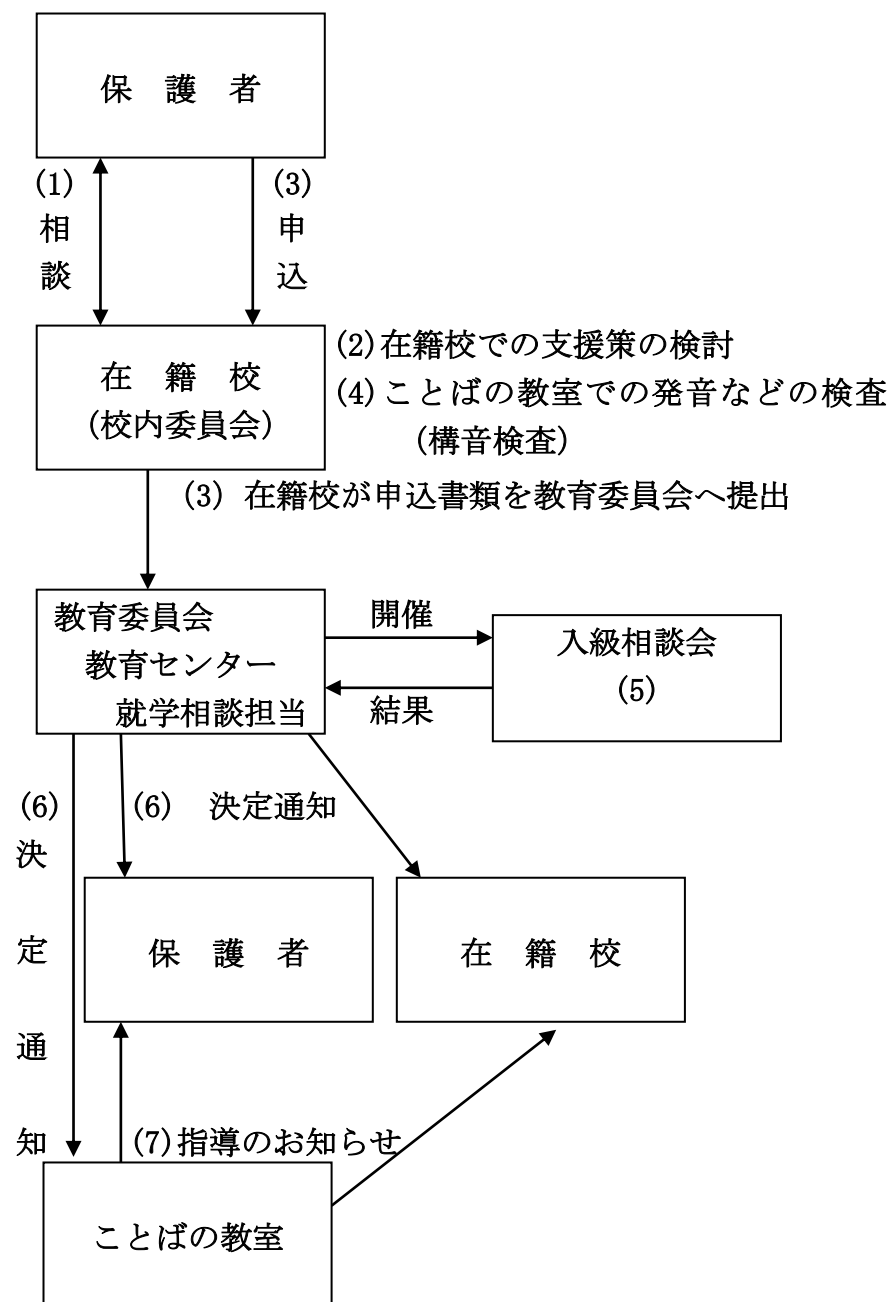 保　護　者
(1)
相
談
(3)
申
込
在　籍　校
(校内委員会)
(2)在籍校での支援策の検討
(4)ことばの教室での発音などの検査
(構音検査)
(3) 在籍校が申込書類を教育委員会へ提出
教育委員会
教育センター
就学相談担当
開催
結果
入級相談会
(5)
(6)
決
定
通
知
(6)　決定通知
保　護　者
在　籍　校
(7)指導のお知らせ
ことばの教室